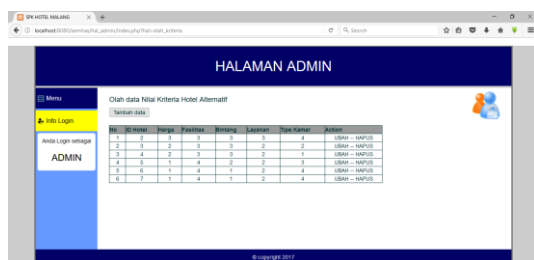 SPK HOTEL MALANG
localhost:8080/semhas/hal_admin/index.php?hal=olah_kriteria
Search
HALAMAN ADMIN
Menu
Info Login
Anda Login sebagai
ADMIN
Olah data Nilai Kriteria Hotel Alternatif
Tambah data
No ID Hotel Harga Fasilitas Bintang Layanan Tipe Kamar Action
1 2 3 3 3 3 4 UBAH -- HAPUS
2 3 2 3 3 2 2 UBAH -- HAPUS
3 4 2 3 3 2 1 UBAH -- HAPUS
4 5 1 4 2 2 3 UBAH -- HAPUS
5 6 1 4 1 2 4 UBAH -- HAPUS
6 7 1 4 1 2 4 UBAH -- HAPUS
© copyright 2017